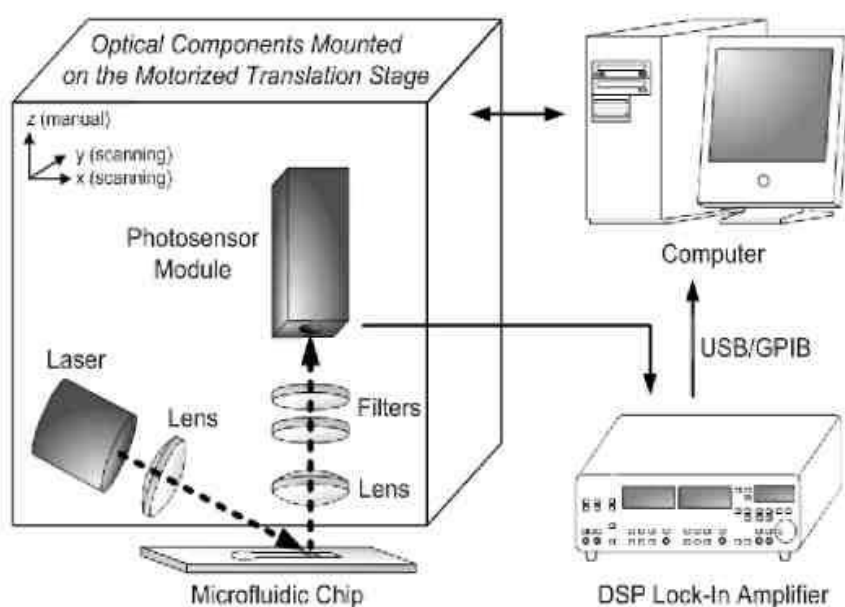 Optical Components Mounted
on the Motorized Translation Stage
z (manual)
y (scanning)
x (scanning)
Photosensor
Module
Computer
USB/GPIB
Laser
Lens
Filters
Lens
Microfluidic Chip
DSP Lock-In Amplifier